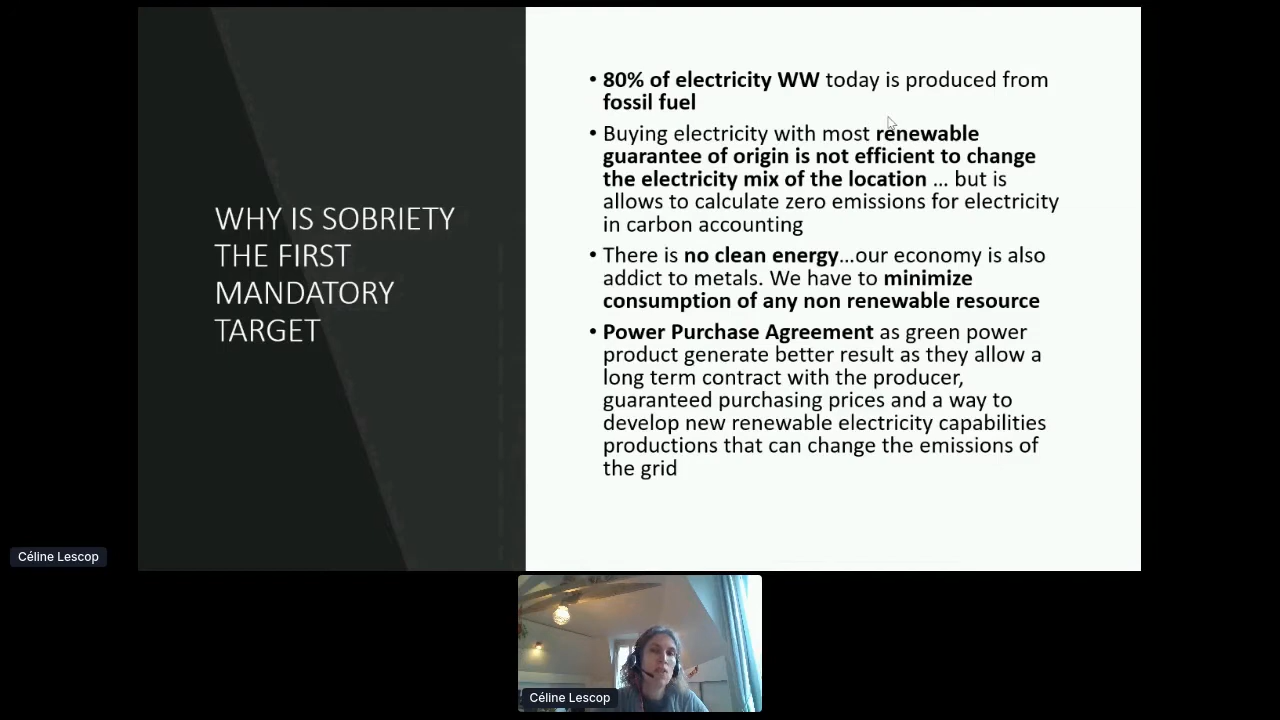 WHY IS SOBRIETY
THE FIRST
MANDATORY
TARGET
• 80% of electricity WW today is produced from
fossil fuel
• Buying electricity with most renewable
guarantee of origin is not efficient to change
the electricity mix of the location … but is
allows to calculate zero emissions for electricity
in carbon accounting
• There is no clean energy…our economy is also
addict to metals. We have to minimize
consumption of any non renewable resource
• Power Purchase Agreement as green power
product generate better result as they allow a
long term contract with the producer,
guaranteed purchasing prices and a way to
develop new renewable electricity capabilities
productions that can change the emissions of
the grid
Céline Lescop
Céline Lescop